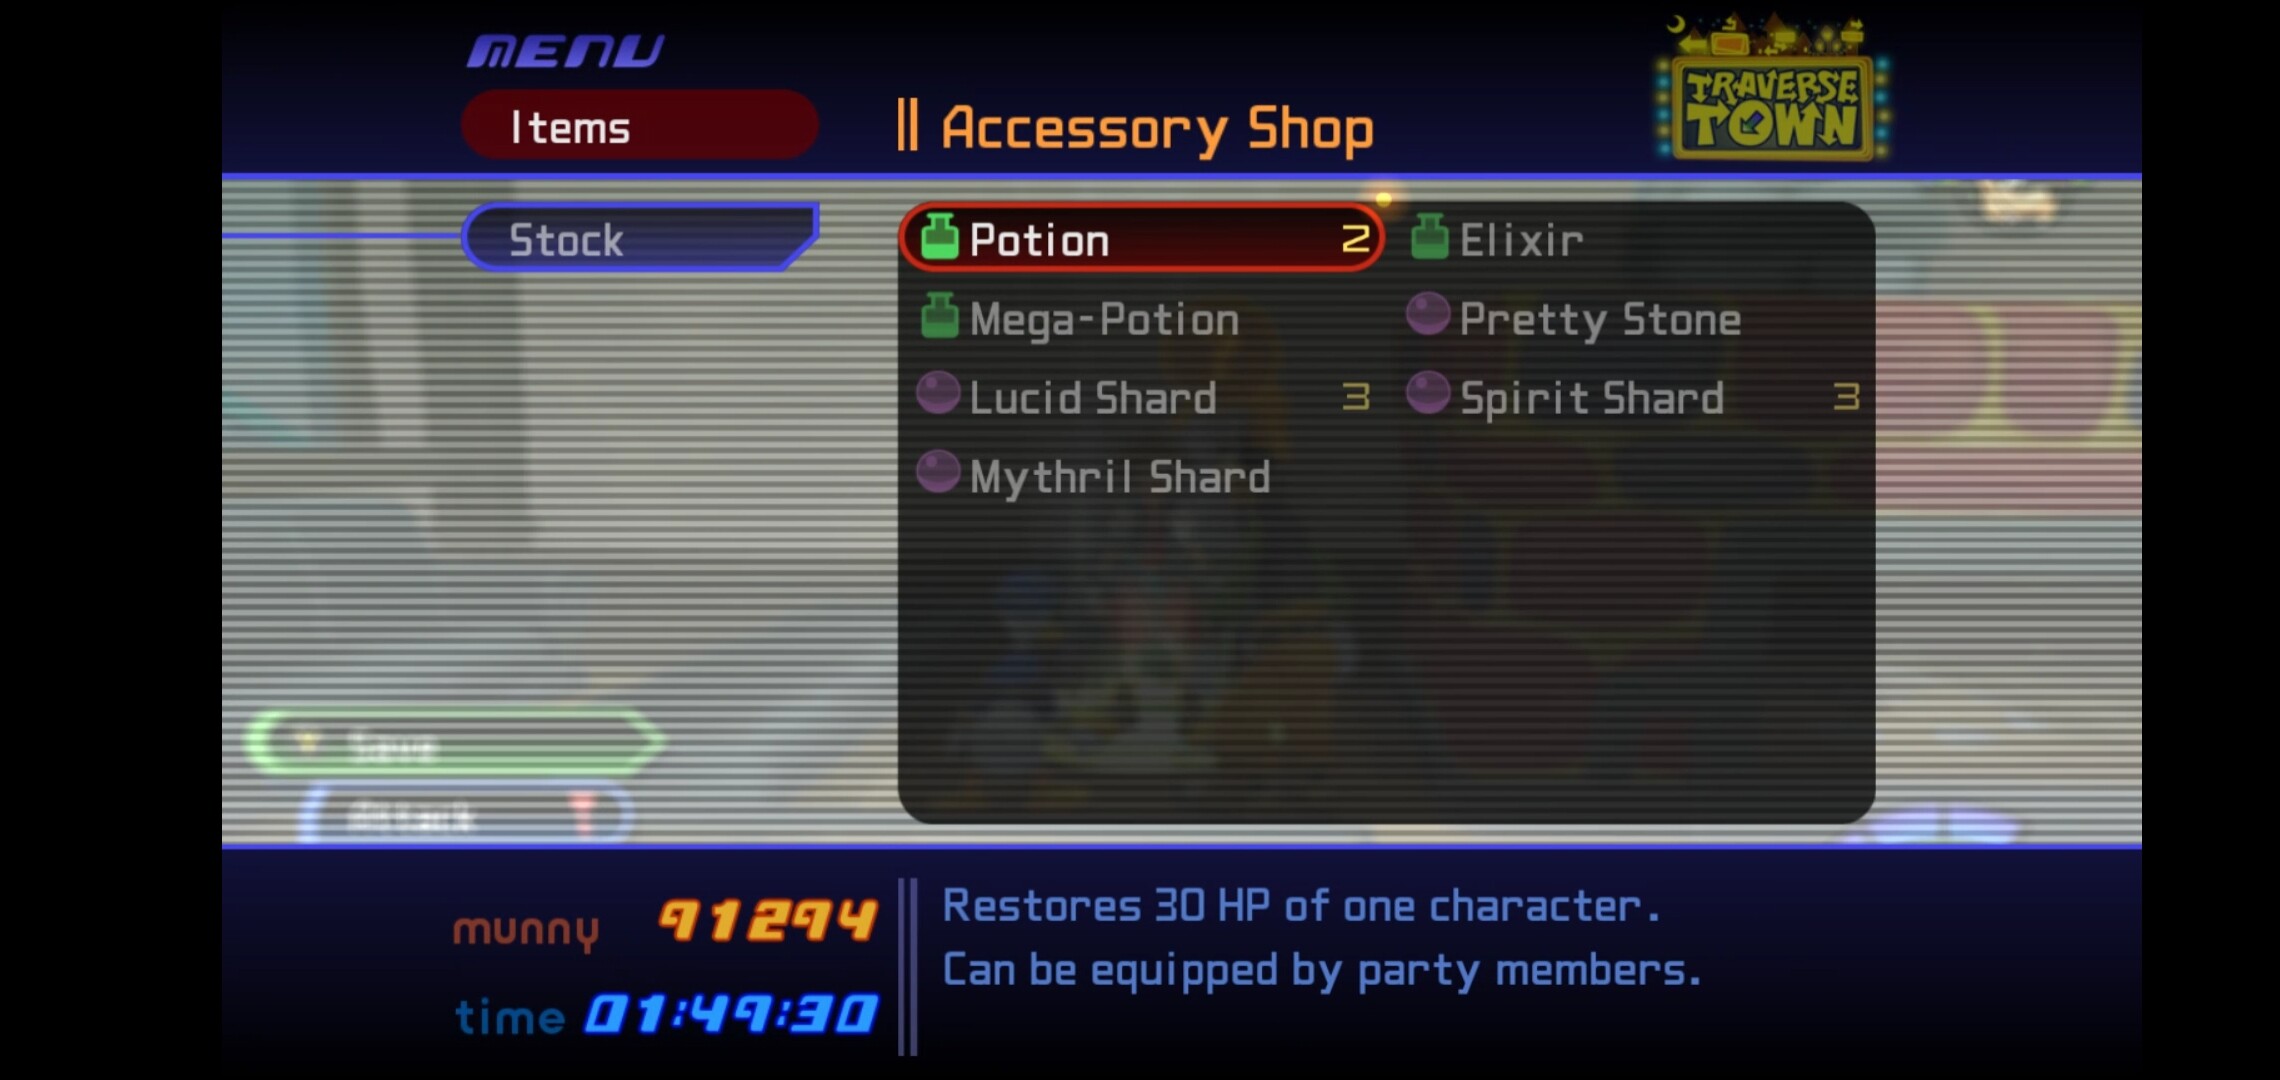 MENU
Items
Accessory Shop
TRAVERSE
TOWN
Stock
Potion 2
Elixir
Mega-Potion
Pretty Stone
Lucid Shard 3
Spirit Shard 3
Mythril Shard
Save
Attack
munny 91294
time 01:49:30
Restores 30 HP of one character.
Can be equipped by party members.